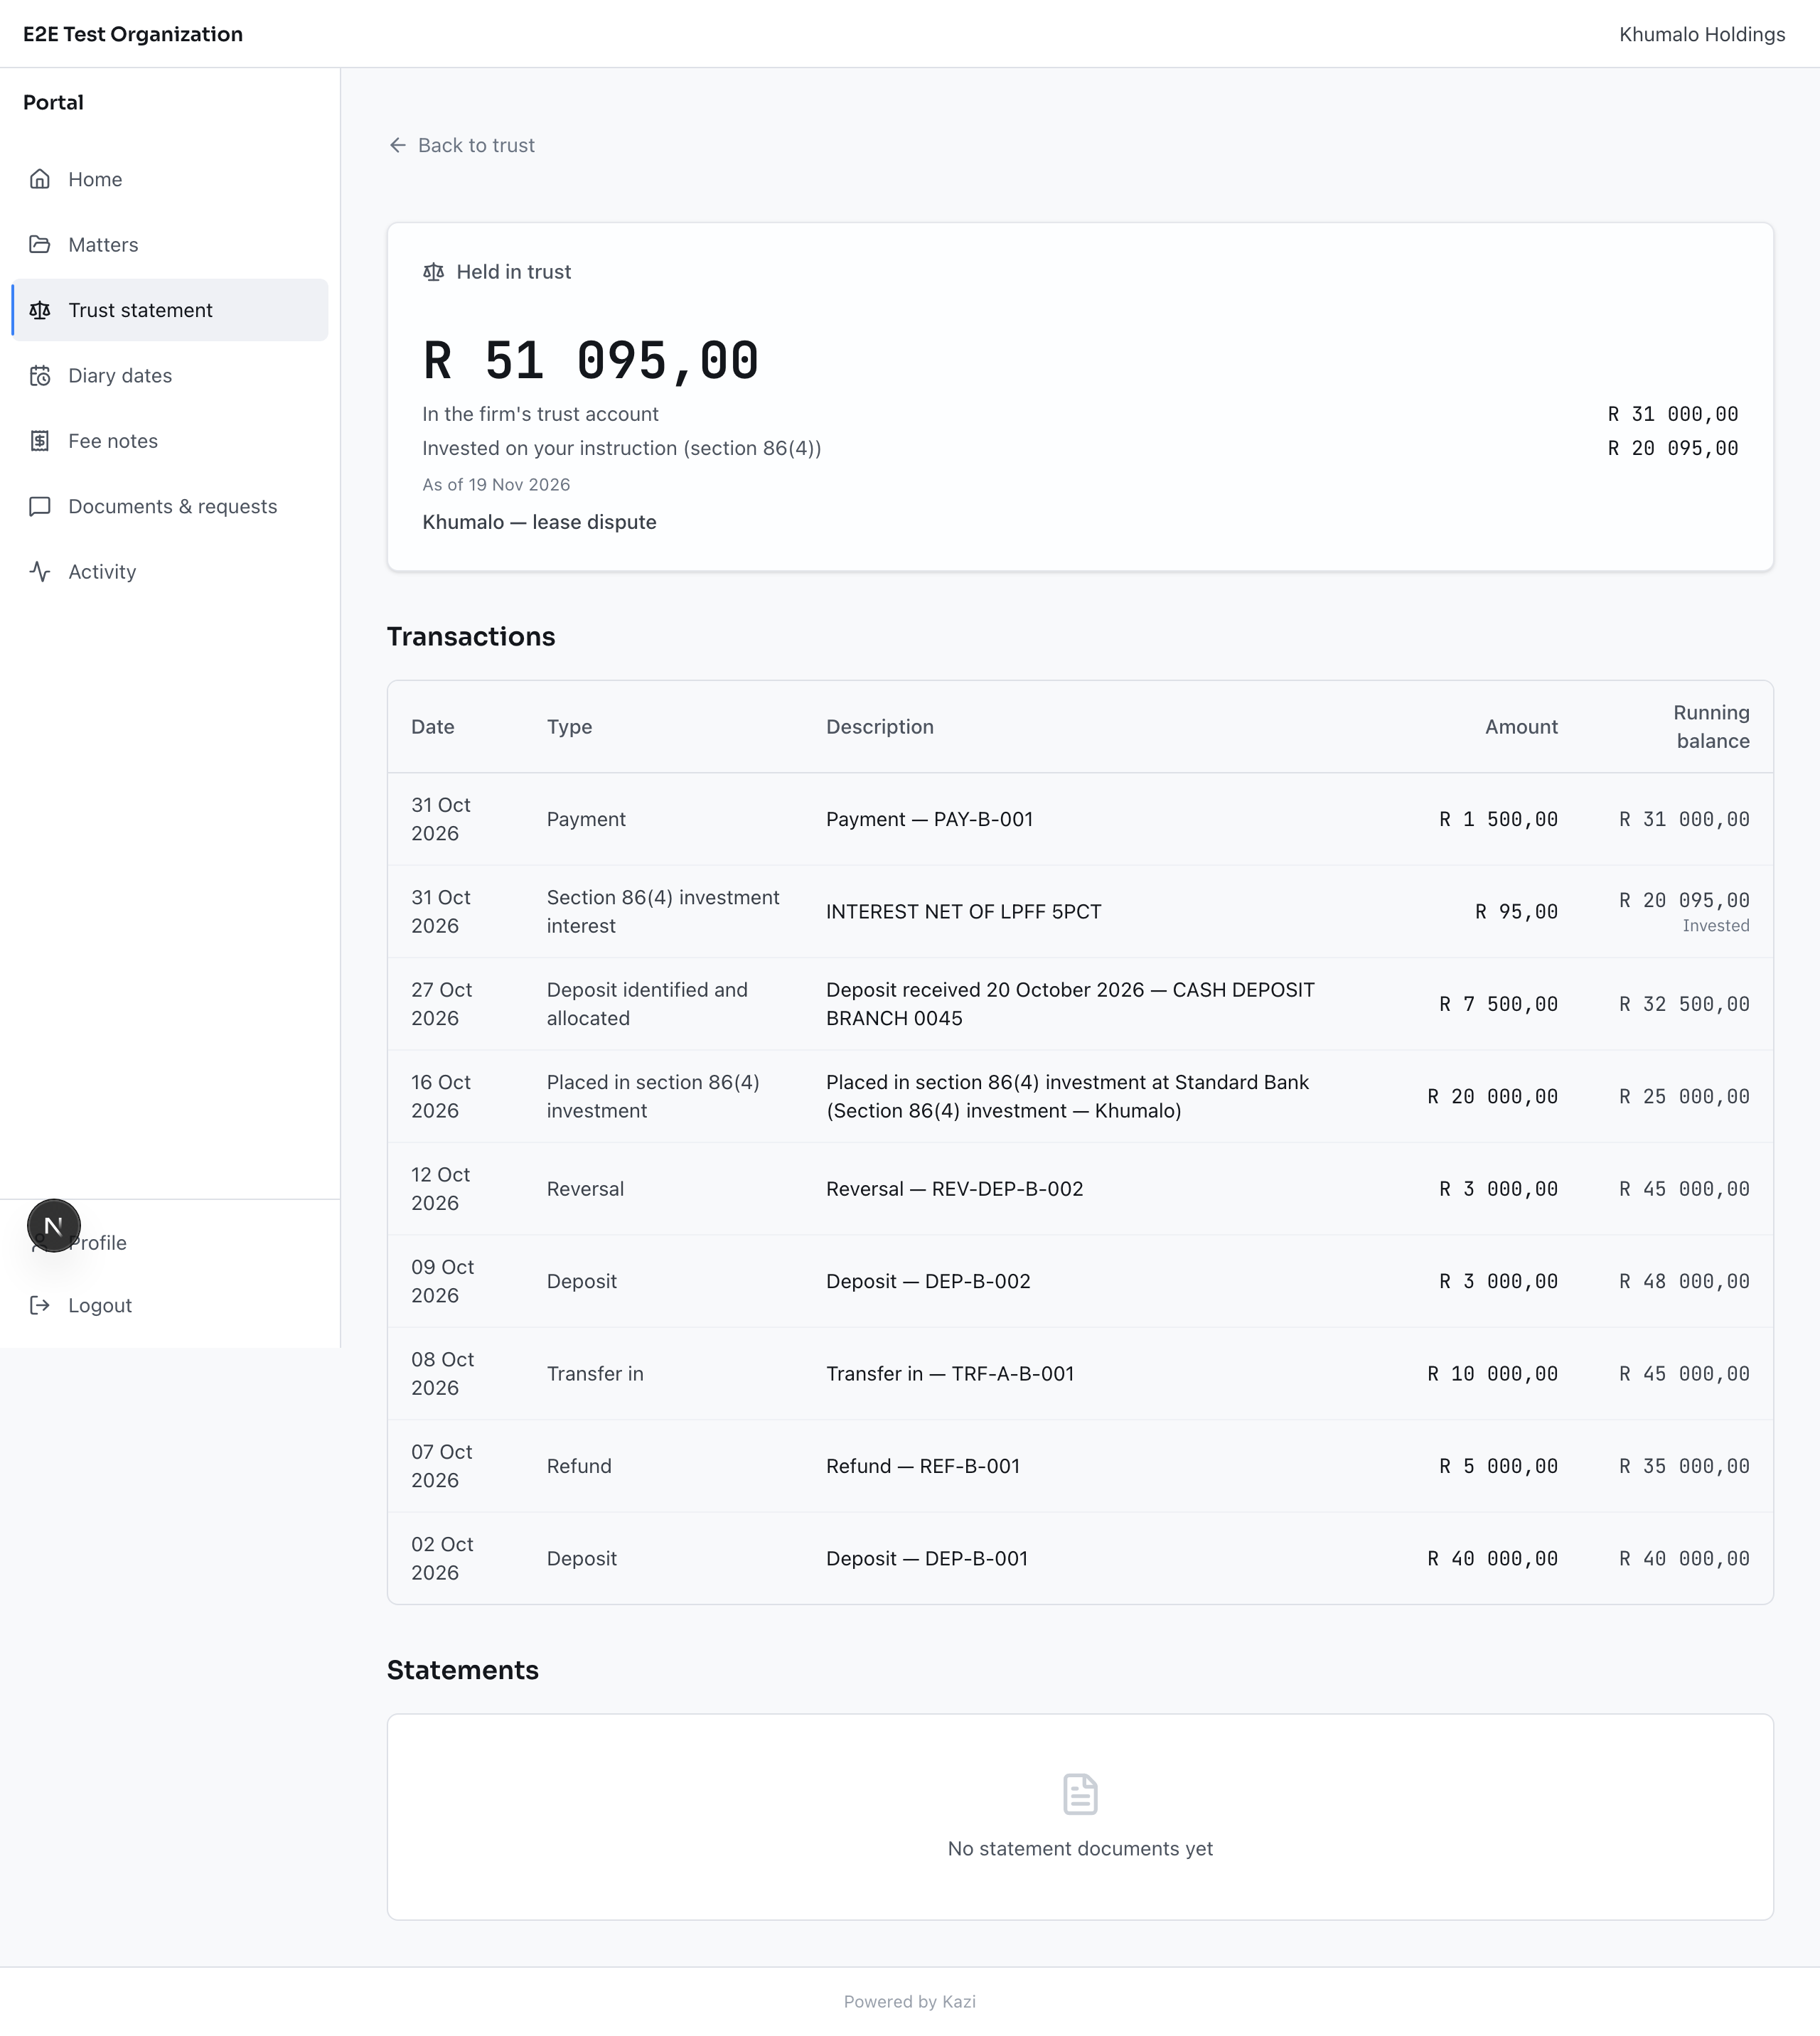 E2E Test Organization
Khumalo Holdings
Portal
Home
Matters
Trust statement
Diary dates
Fee notes
Documents & requests
Activity
N
Profile
Logout
Back to trust
Held in trust
R 51 095,00
In the firm's trust account R 31 000,00
Invested on your instruction (section 86(4)) R 20 095,00
As of 19 Nov 2026
Khumalo — lease dispute
Transactions
Date Type Description Amount Running
balance
31 Oct
2026
Payment
Payment — PAY-B-001
R 1 500,00
R 31 000,00
31 Oct
2026
Section 86(4) investment
interest
INTEREST NET OF LPFF 5PCT
R 95,00
R 20 095,00
Invested
27 Oct
2026
Deposit identified and
allocated
Deposit received 20 October 2026 — CASH DEPOSIT
BRANCH 0045
R 7 500,00
R 32 500,00
16 Oct
2026
Placed in section 86(4)
investment
Placed in section 86(4) investment at Standard Bank
(Section 86(4) investment — Khumalo)
R 20 000,00
R 25 000,00
12 Oct
2026
Reversal
Reversal — REV-DEP-B-002
R 3 000,00
R 45 000,00
09 Oct
2026
Deposit
Deposit — DEP-B-002
R 3 000,00
R 48 000,00
08 Oct
2026
Transfer in
Transfer in — TRF-A-B-001
R 10 000,00
R 45 000,00
07 Oct
2026
Refund
Refund — REF-B-001
R 5 000,00
R 35 000,00
02 Oct
2026
Deposit
Deposit — DEP-B-001
R 40 000,00
R 40 000,00
Statements
No statement documents yet
Powered by Kazi